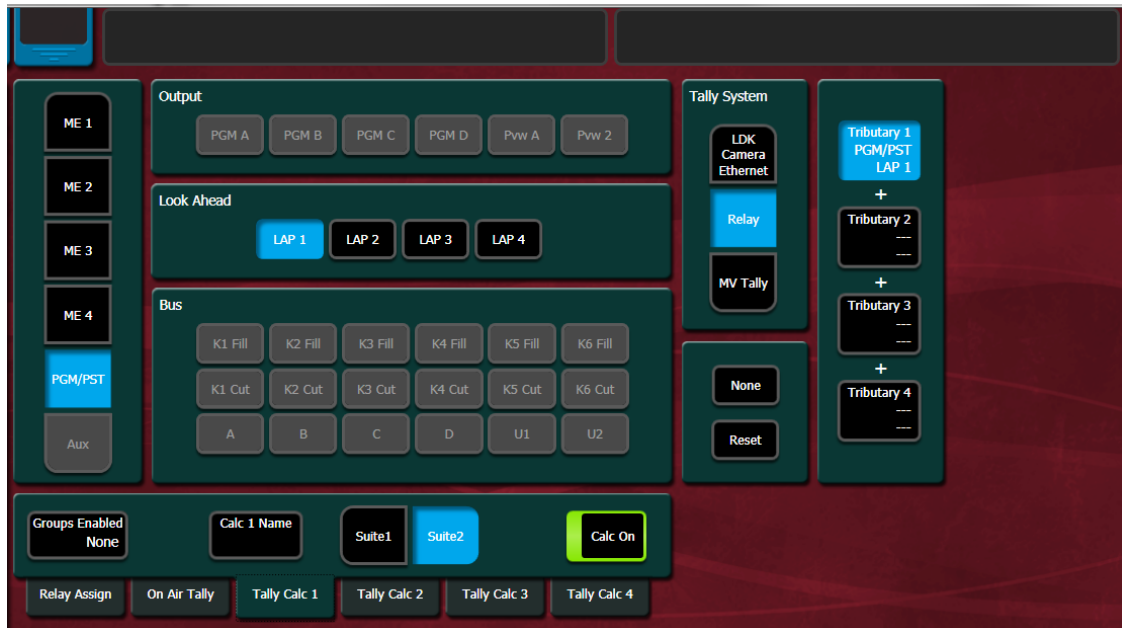 ME 1
ME 2
ME 3
ME 4
PGM/PST
Aux
Output
PGM A PGM B PGM C PGM D Pvw A Pvw 2
Look Ahead
LAP 1 LAP 2 LAP 3 LAP 4
Bus
K1 Fill K2 Fill K3 Fill K4 Fill K5 Fill K6 Fill
K1 Cut K2 Cut K3 Cut K4 Cut K5 Cut K6 Cut
A B C D U1 U2
Tally System
LDK
Camera
Ethernet
Relay
MV Tally
None
Reset
Tributary 1
PGM/PST
LAP 1
+
Tributary 2
---
---
+
Tributary 3
---
---
+
Tributary 4
---
---
Groups Enabled
None
Calc 1 Name
Suite1 Suite2
Calc On
Relay Assign On Air Tally Tally Calc 1 Tally Calc 2 Tally Calc 3 Tally Calc 4